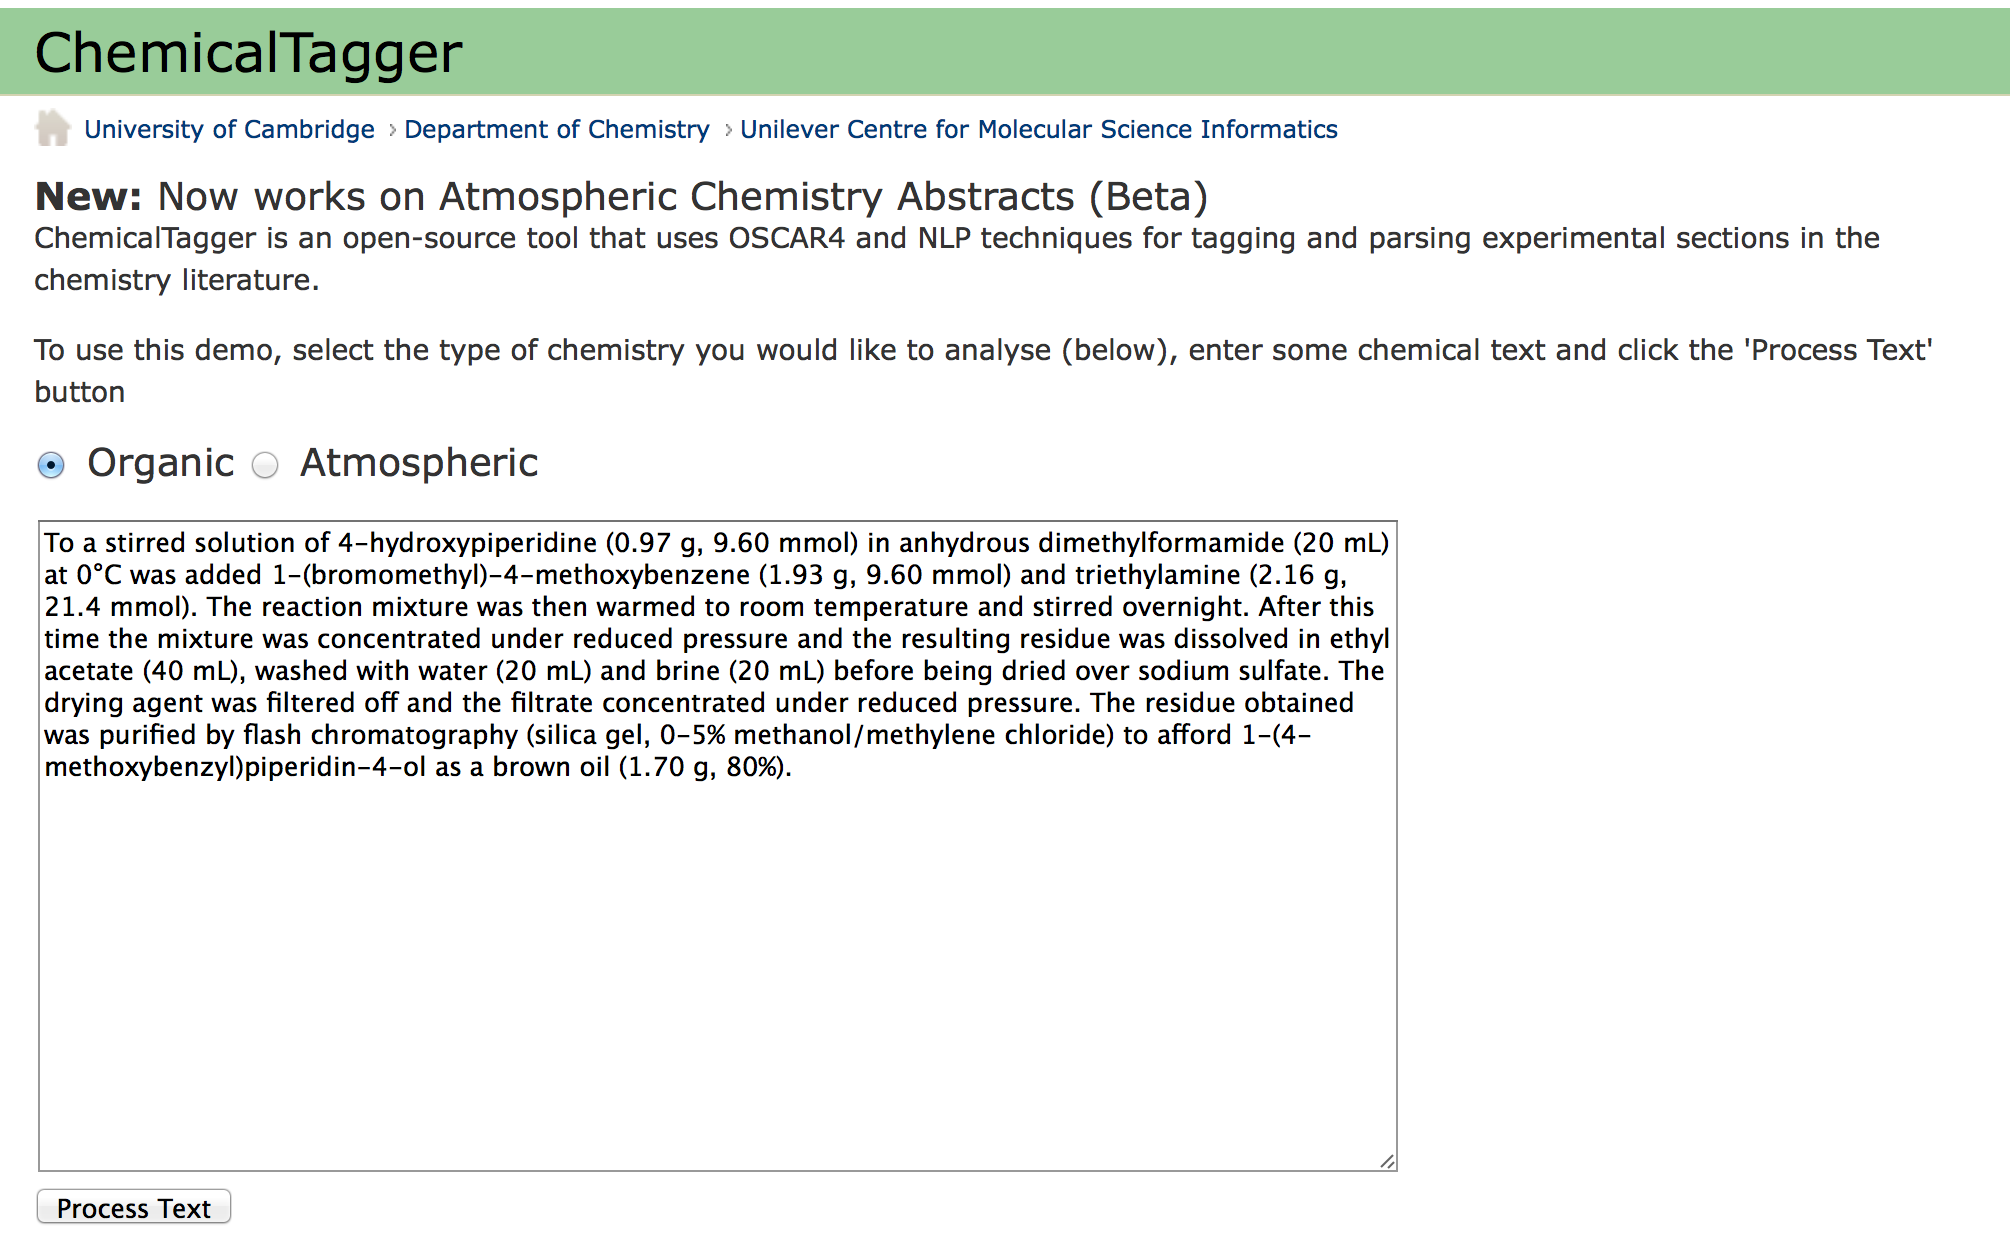 ChemicalTagger
University of Cambridge › Department of Chemistry › Unilever Centre for Molecular Science Informatics
New: Now works on Atmospheric Chemistry Abstracts (Beta)
ChemicalTagger is an open-source tool that uses OSCAR4 and NLP techniques for tagging and parsing experimental sections in the
chemistry literature.
To use this demo, select the type of chemistry you would like to analyse (below), enter some chemical text and click the 'Process Text'
button
Organic Atmospheric
To a stirred solution of 4-hydroxypiperidine (0.97 g, 9.60 mmol) in anhydrous dimethylformamide (20 mL)
at 0°C was added 1-(bromomethyl)-4-methoxybenzene (1.93 g, 9.60 mmol) and triethylamine (2.16 g,
21.4 mmol). The reaction mixture was then warmed to room temperature and stirred overnight. After this
time the mixture was concentrated under reduced pressure and the resulting residue was dissolved in ethyl
acetate (40 mL), washed with water (20 mL) and brine (20 mL) before being dried over sodium sulfate. The
drying agent was filtered off and the filtrate concentrated under reduced pressure. The residue obtained
was purified by flash chromatography (silica gel, 0-5% methanol/methylene chloride) to afford 1-(4-
methoxybenzyl)piperidin-4-ol as a brown oil (1.70 g, 80%).
Process Text